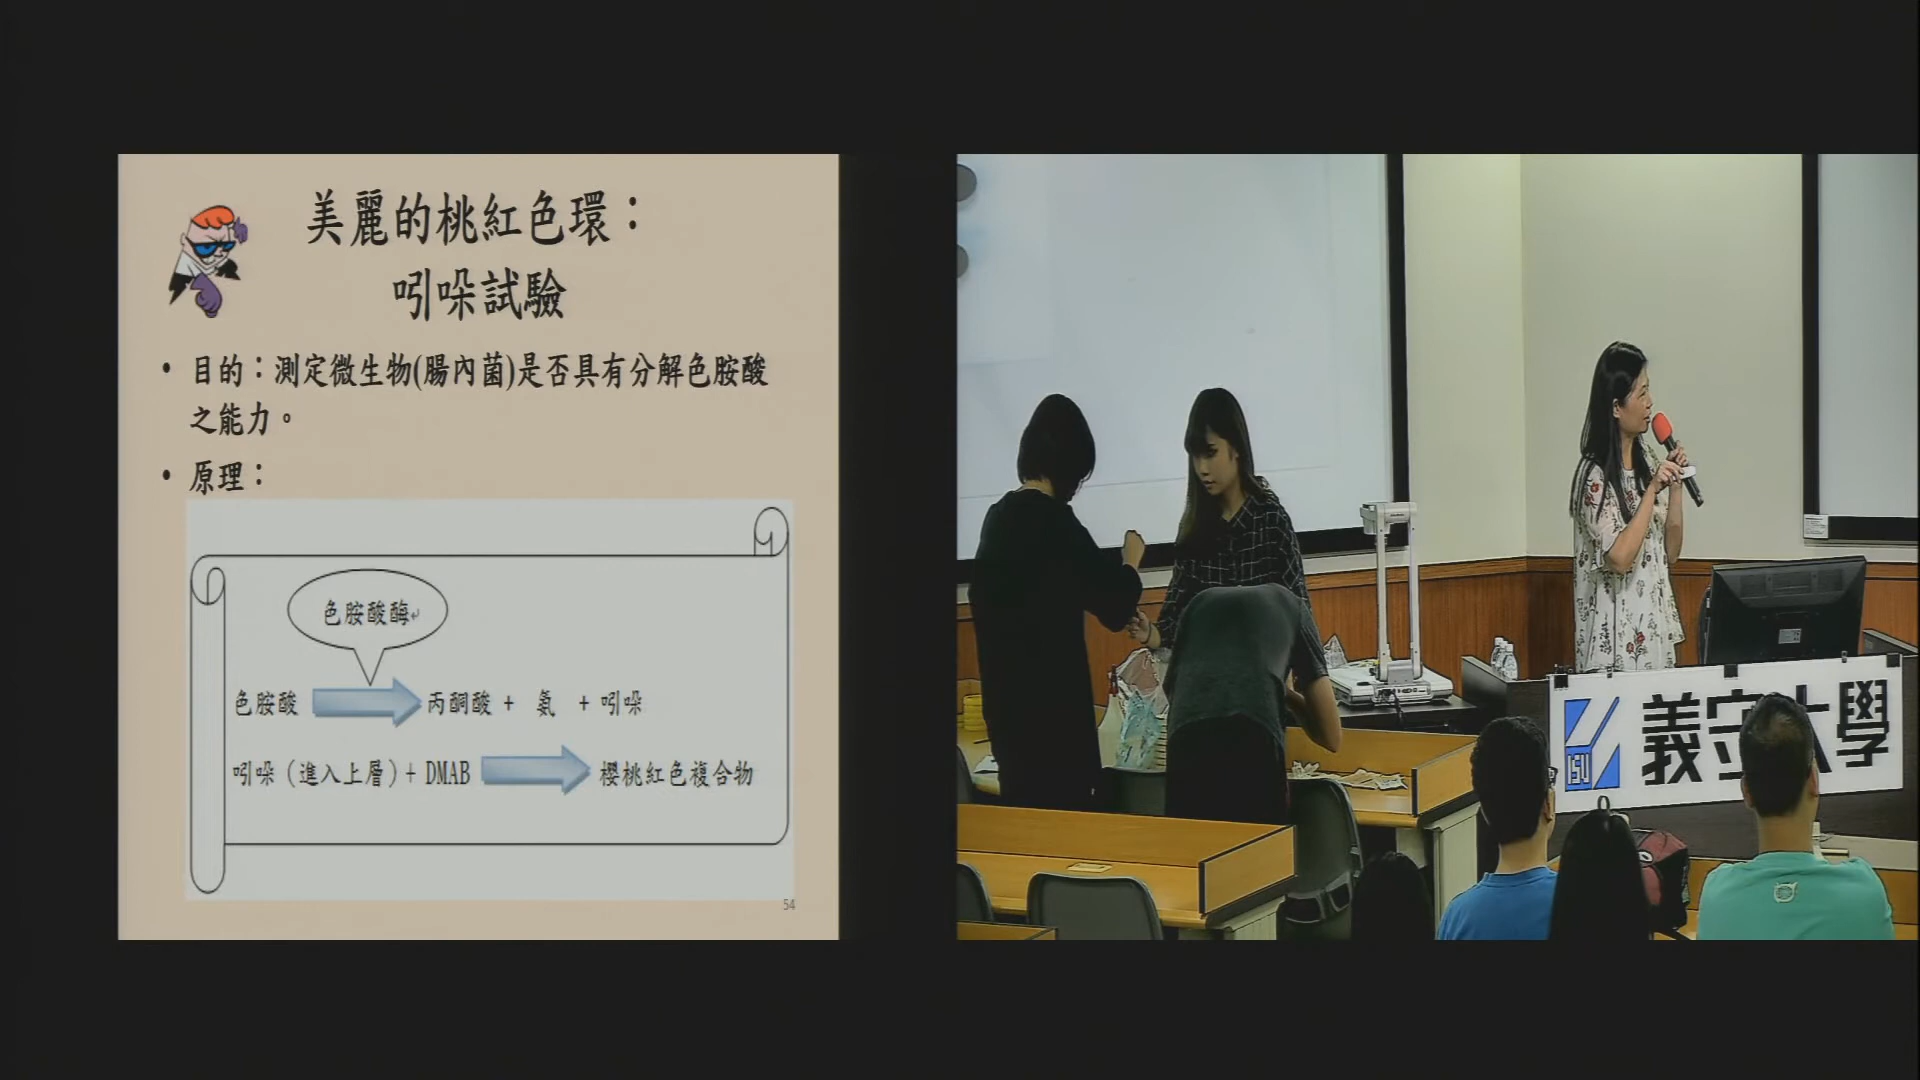 美麗的桃紅色環：
吲哚試驗
• 目的：測定微生物(腸內菌)是否具有分解色胺酸
之能力。
• 原理：
色胺酸酶
色胺酸 丙酮酸 + 氨 + 吲哚
吲哚（進入上層）+ DMAB 櫻桃紅色複合物
54
ISU 義守大學